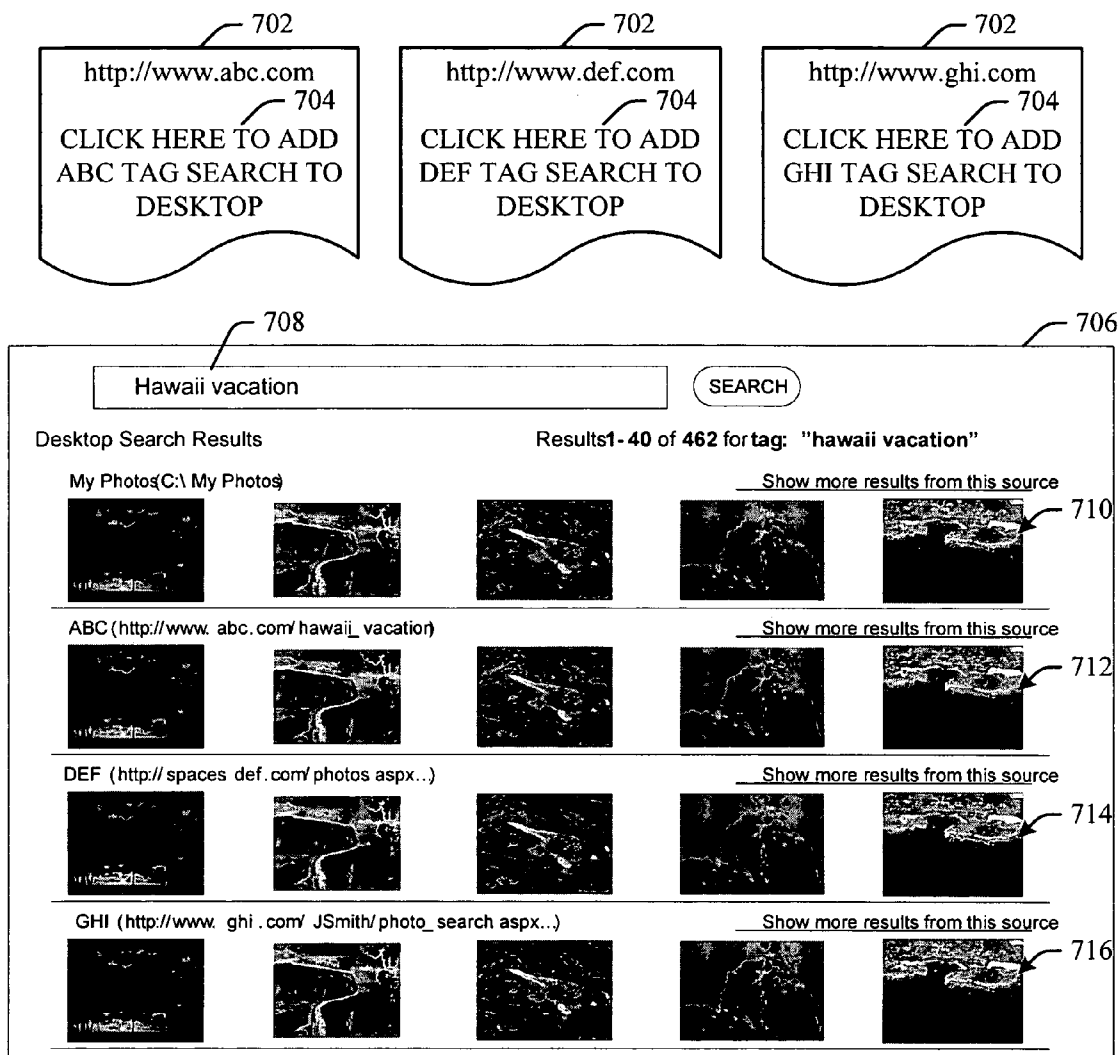 702
702
702
http://www.abc.com
http://www.def.com
http://www.ghi.com
704
704
704
CLICK HERE TO ADD
ABC TAG SEARCH TO
DESKTOP
CLICK HERE TO ADD
DEF TAG SEARCH TO
DESKTOP
CLICK HERE TO ADD
GHI TAG SEARCH TO
DESKTOP
708
706
Hawaii vacation
SEARCH
Desktop Search Results
Results 1-40 of 462 for tag: "hawaii vacation"
My Photos (C:\ My Photos)
Show more results from this source
710
ABC (http://www. abc.com/ hawaii_ vacation)
Show more results from this source
712
DEF (http:// spaces def.com/ photos aspx...)
Show more results from this source
714
GHI (http://www. ghi .com/ JSmith/ photo_ search aspx...)
Show more results from this source
716